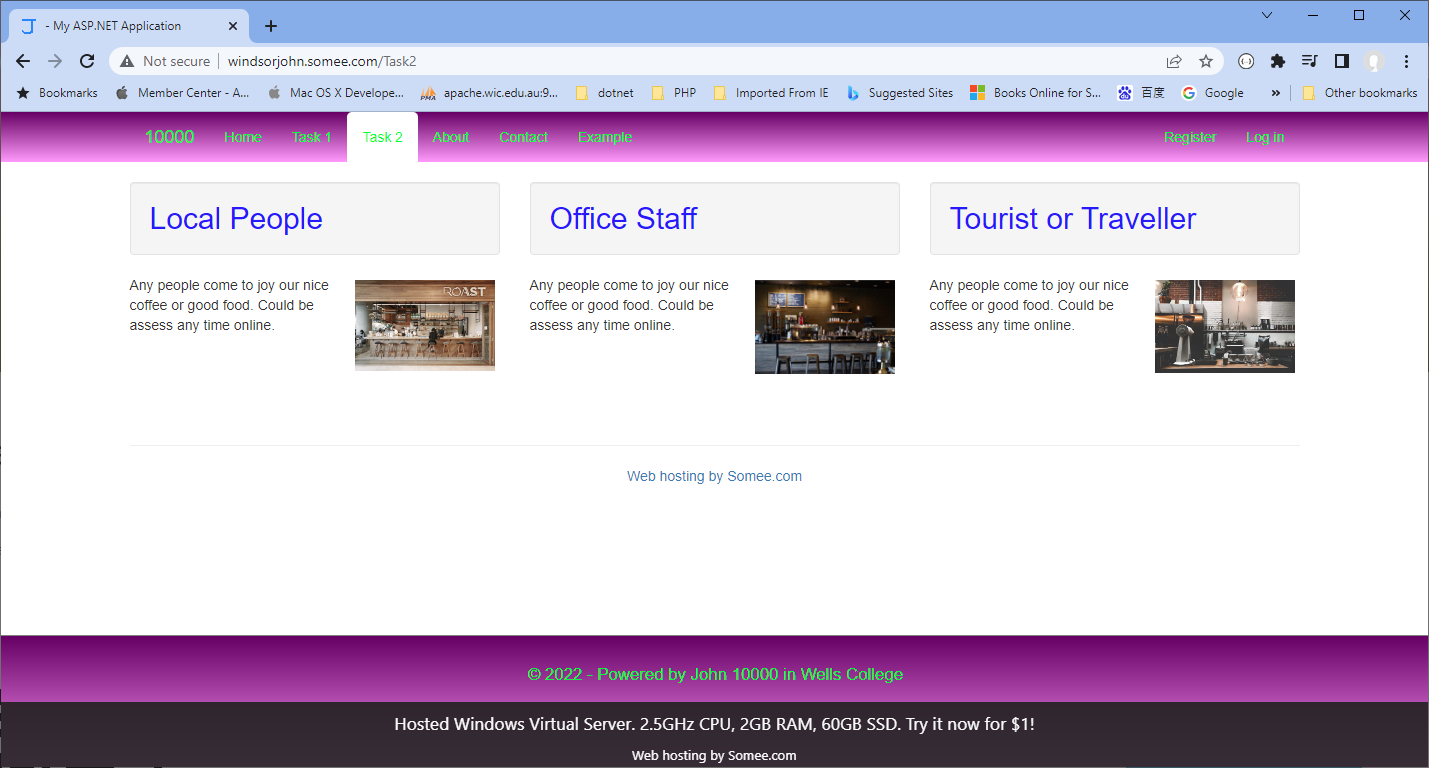 - My ASP.NET Application
Not secure windsorjohn.somee.com/Task2
Bookmarks Member Center - A... Mac OS X Develope... apache.wic.edu.au:9... dotnet PHP Imported From IE Suggested Sites Books Online for S... 百度 Google » Other bookmarks
10000 Home Task 1 Task 2 About Contact Example Register Log in
Local People
Any people come to joy our nice
coffee or good food. Could be
assess any time online.
ROAST
Office Staff
Any people come to joy our nice
coffee or good food. Could be
assess any time online.
Tourist or Traveller
Any people come to joy our nice
coffee or good food. Could be
assess any time online.
Web hosting by Somee.com
© 2022 - Powered by John 10000 in Wells College
Hosted Windows Virtual Server. 2.5GHz CPU, 2GB RAM, 60GB SSD. Try it now for $1!
Web hosting by Somee.com